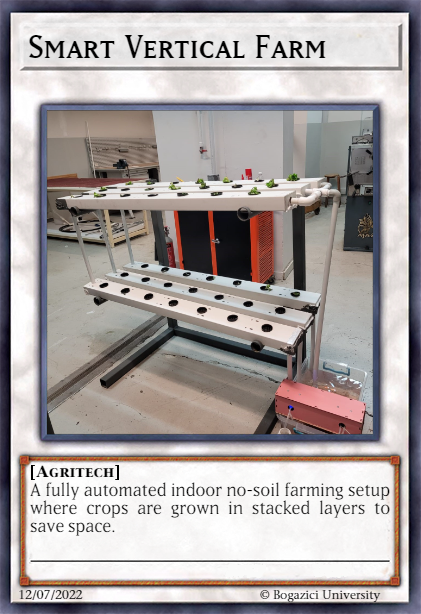 Smart Vertical Farm
[Agritech]
A fully automated indoor no-soil farming setup
where crops are grown in stacked layers to
save space.
12/07/2022
© Bogazici University